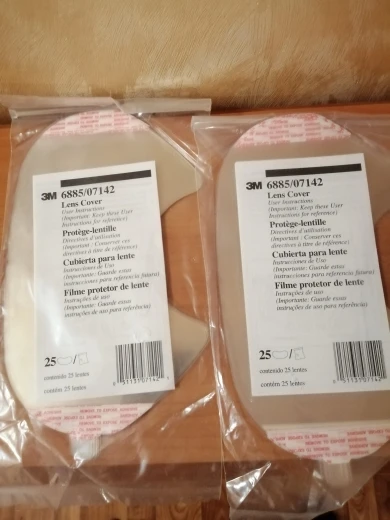 3M 6885/07142
Lens Cover
User Instructions
(Important: Keep these User
Instructions for reference)
Protège-lentille
Directives d'utilisation
(Important : Conserver ces
directives à titre de référence)
Cubierta para lente
Instrucciones de Uso
(Importante: Guarde estas
instrucciones para referencia futura)
Filme protetor de lente
Instruções de uso
(Importante: Guarde estas
instruções de uso para referência)
25
contenido 25 lentes
contém 25 lentes
3M 6885/07142
Lens Cover
User Instructions
(Important: Keep these User
Instructions for reference)
Protège-lentille
Directives d'utilisation
(Important : Conserver ces
directives à titre de référence)
Cubierta para lente
Instrucciones de Uso
(Importante: Guarde estas
instrucciones para referencia futura)
Filme protetor de lente
Instruções de uso
(Importante: Guarde estas
instruções de uso para referência)
25
contenido 25 lentes
contém 25 lentes